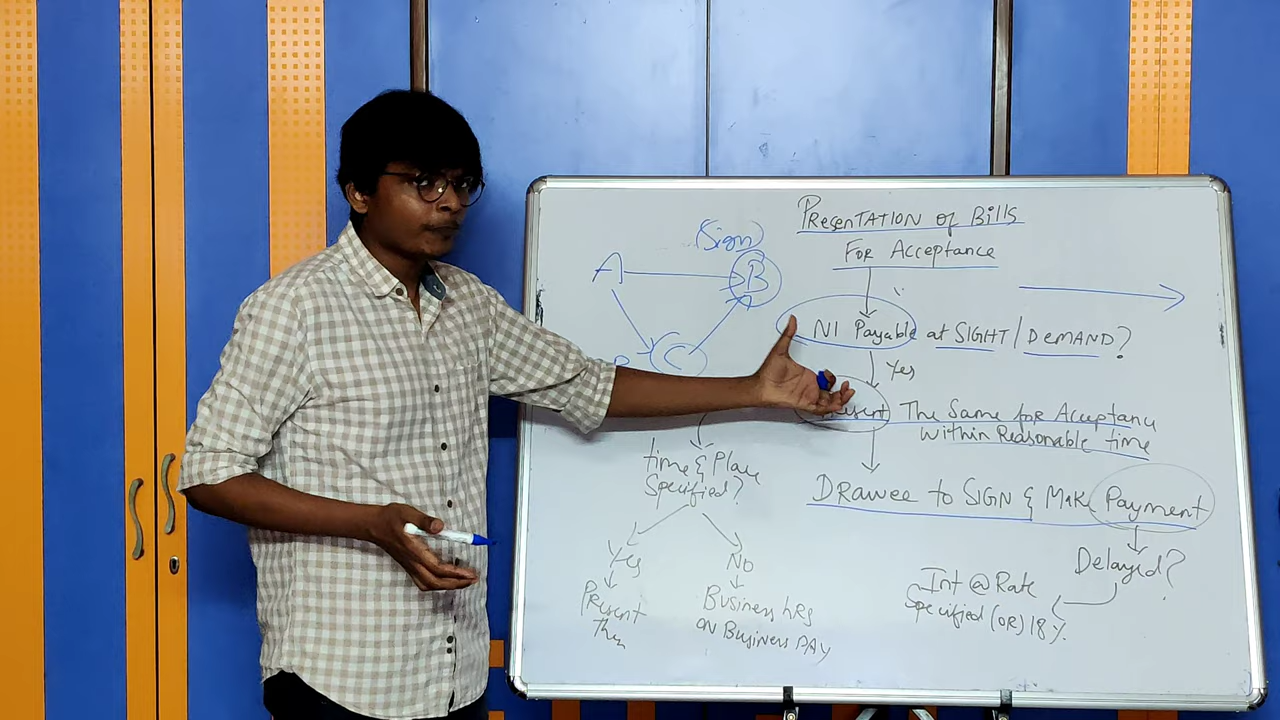 PRESENTATION OF Bills
FOR Acceptance
(Sign)
A
B
C
NI Payable at SIGHT/DEMAND?
Yes
The Same for Acceptance
within Reasonable time
DRAWEE to SIGN & MAKE Payment
Delayed?
Int @ Rate
Specified (OR) 18%.
time & Place
Specified?
Yes
No
Present
then
Business hrs
ON Business DAY